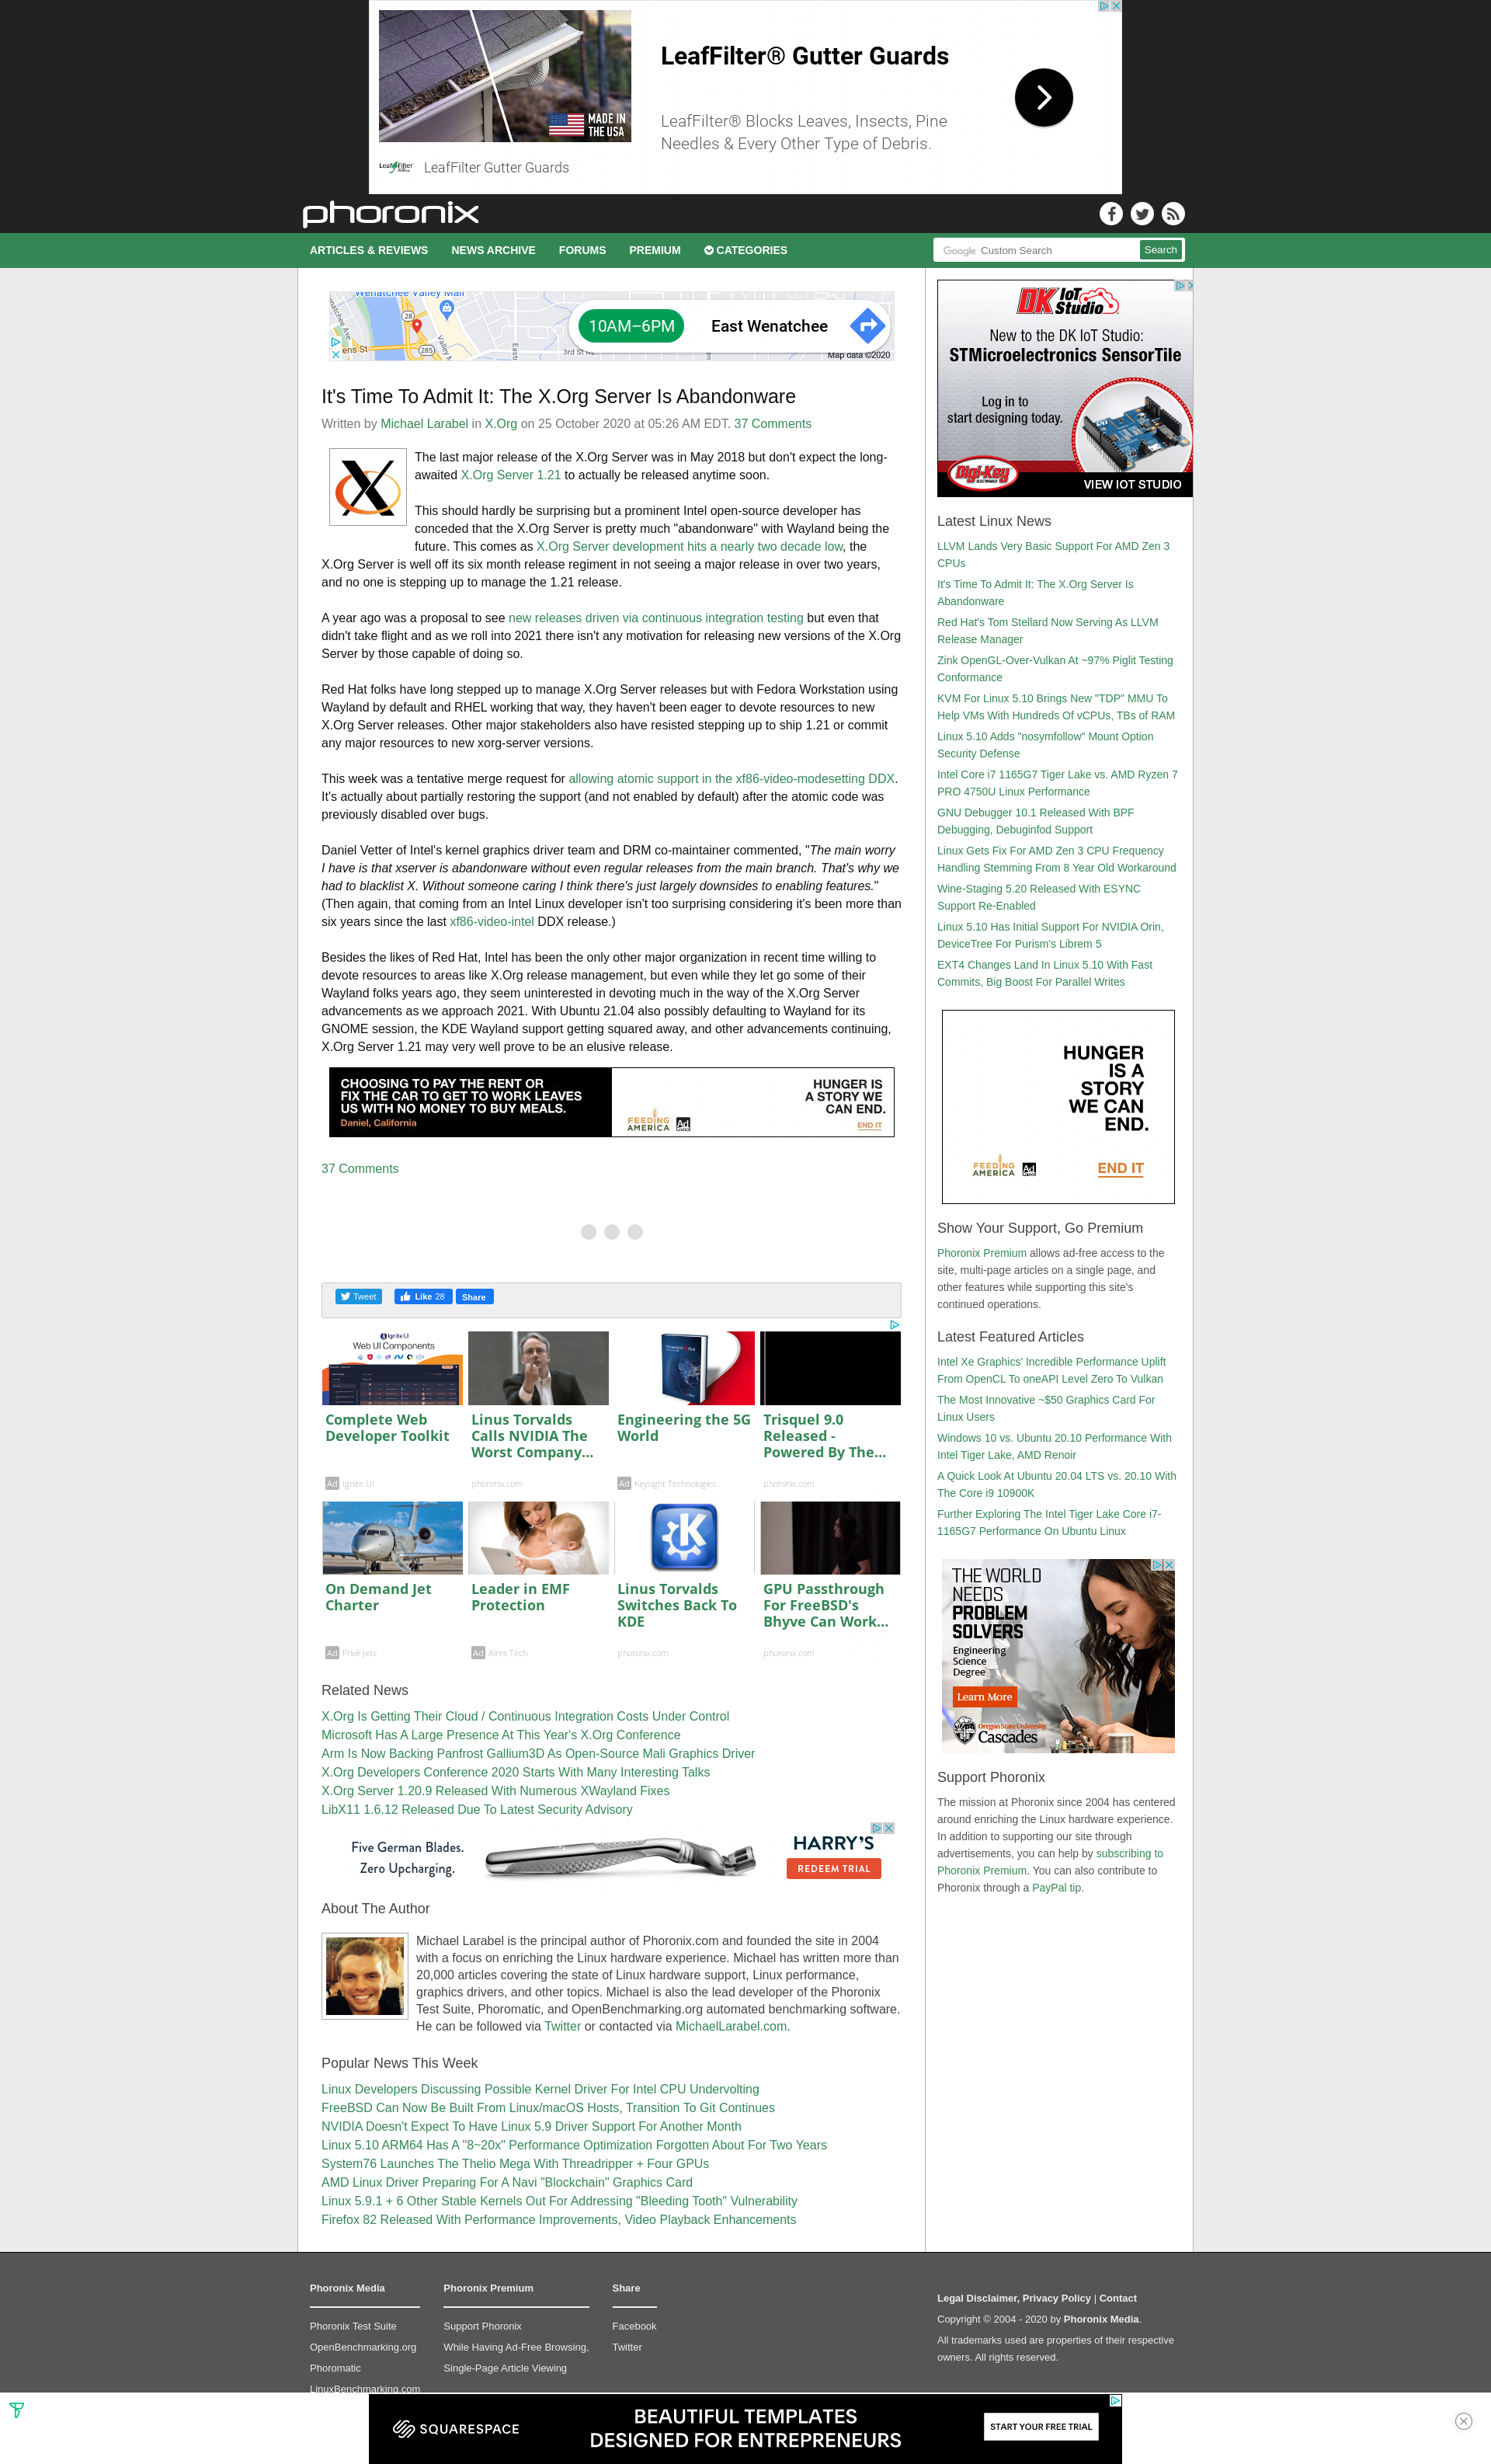 LeafFilter® Gutter Guards
LeafFilter® Blocks Leaves, Insects, Pine
Needles & Every Other Type of Debris.
MADE IN
THE USA
LeafFilter
LeafFilter Gutter Guards
phoronix
ARTICLES & REVIEWS NEWS ARCHIVE FORUMS PREMIUM CATEGORIES
Google Custom Search Search
Wenatchee Valley Mall
28
285
ens St
Valley
3rd St
10AM–6PM East Wenatchee
Map data ©2020
It's Time To Admit It: The X.Org Server Is Abandonware
Written by Michael Larabel in X.Org on 25 October 2020 at 05:26 AM EDT. 37 Comments
The last major release of the X.Org Server was in May 2018 but don't expect the long-
awaited X.Org Server 1.21 to actually be released anytime soon.
This should hardly be surprising but a prominent Intel open-source developer has
conceded that the X.Org Server is pretty much "abandonware" with Wayland being the
future. This comes as X.Org Server development hits a nearly two decade low, the
X.Org Server is well off its six month release regiment in not seeing a major release in over two years,
and no one is stepping up to manage the 1.21 release.
A year ago was a proposal to see new releases driven via continuous integration testing but even that
didn't take flight and as we roll into 2021 there isn't any motivation for releasing new versions of the X.Org
Server by those capable of doing so.
Red Hat folks have long stepped up to manage X.Org Server releases but with Fedora Workstation using
Wayland by default and RHEL working that way, they haven't been eager to devote resources to new
X.Org Server releases. Other major stakeholders also have resisted stepping up to ship 1.21 or commit
any major resources to new xorg-server versions.
This week was a tentative merge request for allowing atomic support in the xf86-video-modesetting DDX.
It's actually about partially restoring the support (and not enabled by default) after the atomic code was
previously disabled over bugs.
Daniel Vetter of Intel's kernel graphics driver team and DRM co-maintainer commented, "The main worry
I have is that xserver is abandonware without even regular releases from the main branch. That's why we
had to blacklist X. Without someone caring I think there's just largely downsides to enabling features."
(Then again, that coming from an Intel Linux developer isn't too surprising considering it's been more than
six years since the last xf86-video-intel DDX release.)
Besides the likes of Red Hat, Intel has been the only other major organization in recent time willing to
devote resources to areas like X.Org release management, but even while they let go some of their
Wayland folks years ago, they seem uninterested in devoting much in the way of the X.Org Server
advancements as we approach 2021. With Ubuntu 21.04 also possibly defaulting to Wayland for its
GNOME session, the KDE Wayland support getting squared away, and other advancements continuing,
X.Org Server 1.21 may very well prove to be an elusive release.
CHOOSING TO PAY THE RENT OR
FIX THE CAR TO GET TO WORK LEAVES
US WITH NO MONEY TO BUY MEALS.
Daniel, California
FEEDING
AMERICA
Ad
HUNGER IS
A STORY WE
CAN END.
END IT
37 Comments
Tweet Like 28 Share
Ignite UI
Web UI Components
Complete Web
Developer Toolkit
Ad Ignite UI
Linus Torvalds
Calls NVIDIA The
Worst Company...
phoronix.com
Engineering the 5G
World
Ad Keysight Technologies
Trisquel 9.0
Released -
Powered By The...
phoronix.com
On Demand Jet
Charter
Ad Privé Jets
Leader in EMF
Protection
Ad Aires Tech
Linus Torvalds
Switches Back To
KDE
phoronix.com
GPU Passthrough
For FreeBSD's
Bhyve Can Work...
phoronix.com
Related News
X.Org Is Getting Their Cloud / Continuous Integration Costs Under Control
Microsoft Has A Large Presence At This Year's X.Org Conference
Arm Is Now Backing Panfrost Gallium3D As Open-Source Mali Graphics Driver
X.Org Developers Conference 2020 Starts With Many Interesting Talks
X.Org Server 1.20.9 Released With Numerous XWayland Fixes
LibX11 1.6.12 Released Due To Latest Security Advisory
Five German Blades.
Zero Upcharging.
HARRY'S
REDEEM TRIAL
About The Author
Michael Larabel is the principal author of Phoronix.com and founded the site in 2004
with a focus on enriching the Linux hardware experience. Michael has written more than
20,000 articles covering the state of Linux hardware support, Linux performance,
graphics drivers, and other topics. Michael is also the lead developer of the Phoronix
Test Suite, Phoromatic, and OpenBenchmarking.org automated benchmarking software.
He can be followed via Twitter or contacted via MichaelLarabel.com.
Popular News This Week
Linux Developers Discussing Possible Kernel Driver For Intel CPU Undervolting
FreeBSD Can Now Be Built From Linux/macOS Hosts, Transition To Git Continues
NVIDIA Doesn't Expect To Have Linux 5.9 Driver Support For Another Month
Linux 5.10 ARM64 Has A "8~20x" Performance Optimization Forgotten About For Two Years
System76 Launches The Thelio Mega With Threadripper + Four GPUs
AMD Linux Driver Preparing For A Navi "Blockchain" Graphics Card
Linux 5.9.1 + 6 Other Stable Kernels Out For Addressing "Bleeding Tooth" Vulnerability
Firefox 82 Released With Performance Improvements, Video Playback Enhancements
DK IoT
Studio
New to the DK IoT Studio:
STMicroelectronics SensorTile
Log in to
start designing today.
Digi-Key
ELECTRONICS
VIEW IOT STUDIO
Latest Linux News
LLVM Lands Very Basic Support For AMD Zen 3
CPUs
It's Time To Admit It: The X.Org Server Is
Abandonware
Red Hat's Tom Stellard Now Serving As LLVM
Release Manager
Zink OpenGL-Over-Vulkan At ~97% Piglit Testing
Conformance
KVM For Linux 5.10 Brings New "TDP" MMU To
Help VMs With Hundreds Of vCPUs, TBs of RAM
Linux 5.10 Adds "nosymfollow" Mount Option
Security Defense
Intel Core i7 1165G7 Tiger Lake vs. AMD Ryzen 7
PRO 4750U Linux Performance
GNU Debugger 10.1 Released With BPF
Debugging, Debuginfod Support
Linux Gets Fix For AMD Zen 3 CPU Frequency
Handling Stemming From 8 Year Old Workaround
Wine-Staging 5.20 Released With ESYNC
Support Re-Enabled
Linux 5.10 Has Initial Support For NVIDIA Orin,
DeviceTree For Purism's Librem 5
EXT4 Changes Land In Linux 5.10 With Fast
Commits, Big Boost For Parallel Writes
HUNGER
IS A
STORY
WE CAN
END.
FEEDING
AMERICA
Ad
END IT
Show Your Support, Go Premium
Phoronix Premium allows ad-free access to the
site, multi-page articles on a single page, and
other features while supporting this site's
continued operations.
Latest Featured Articles
Intel Xe Graphics' Incredible Performance Uplift
From OpenCL To oneAPI Level Zero To Vulkan
The Most Innovative ~$50 Graphics Card For
Linux Users
Windows 10 vs. Ubuntu 20.10 Performance With
Intel Tiger Lake, AMD Renoir
A Quick Look At Ubuntu 20.04 LTS vs. 20.10 With
The Core i9 10900K
Further Exploring The Intel Tiger Lake Core i7-
1165G7 Performance On Ubuntu Linux
THE WORLD
NEEDS
PROBLEM
SOLVERS
Engineering
Science
Degree
Learn More
Oregon State University
Cascades
Support Phoronix
The mission at Phoronix since 2004 has centered
around enriching the Linux hardware experience.
In addition to supporting our site through
advertisements, you can help by subscribing to
Phoronix Premium. You can also contribute to
Phoronix through a PayPal tip.
Phoronix Media
Phoronix Test Suite
OpenBenchmarking.org
Phoromatic
LinuxBenchmarking.com
Phoronix Premium
Support Phoronix
While Having Ad-Free Browsing,
Single-Page Article Viewing
Share
Facebook
Twitter
Legal Disclaimer, Privacy Policy | Contact
Copyright © 2004 - 2020 by Phoronix Media.
All trademarks used are properties of their respective
owners. All rights reserved.
SQUARESPACE
BEAUTIFUL TEMPLATES
DESIGNED FOR ENTREPRENEURS
START YOUR FREE TRIAL